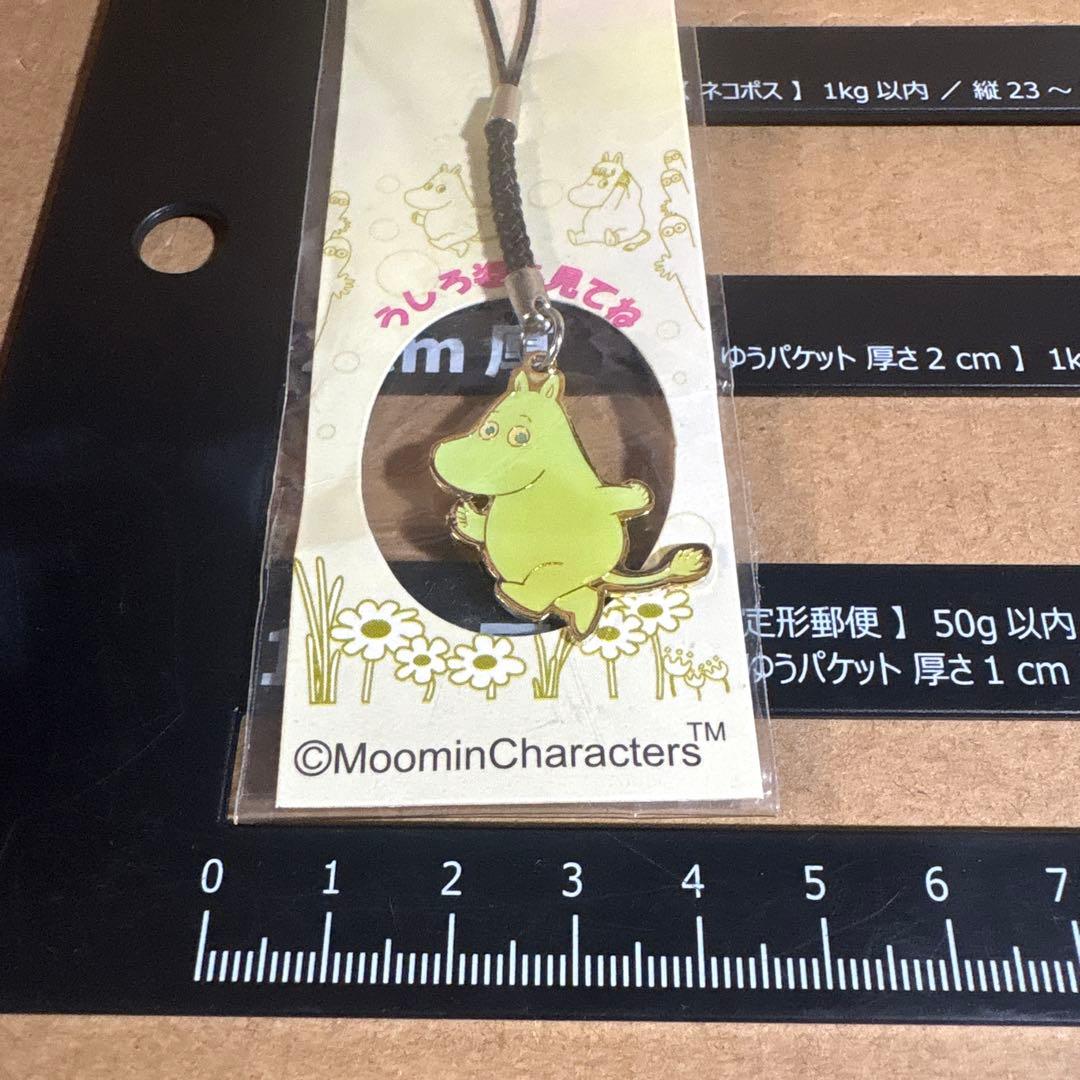 ネコポス 】 1kg 以内 ／ 縦 23 ～
うしろ姿も見てね
cm 厚
ゆうパケット 厚さ 2 cm 】 1k
定形郵便 】 50g 以内
ゆうパケット 厚さ 1 cm
©MoominCharacters™
0 1 2 3 4 5 6 7